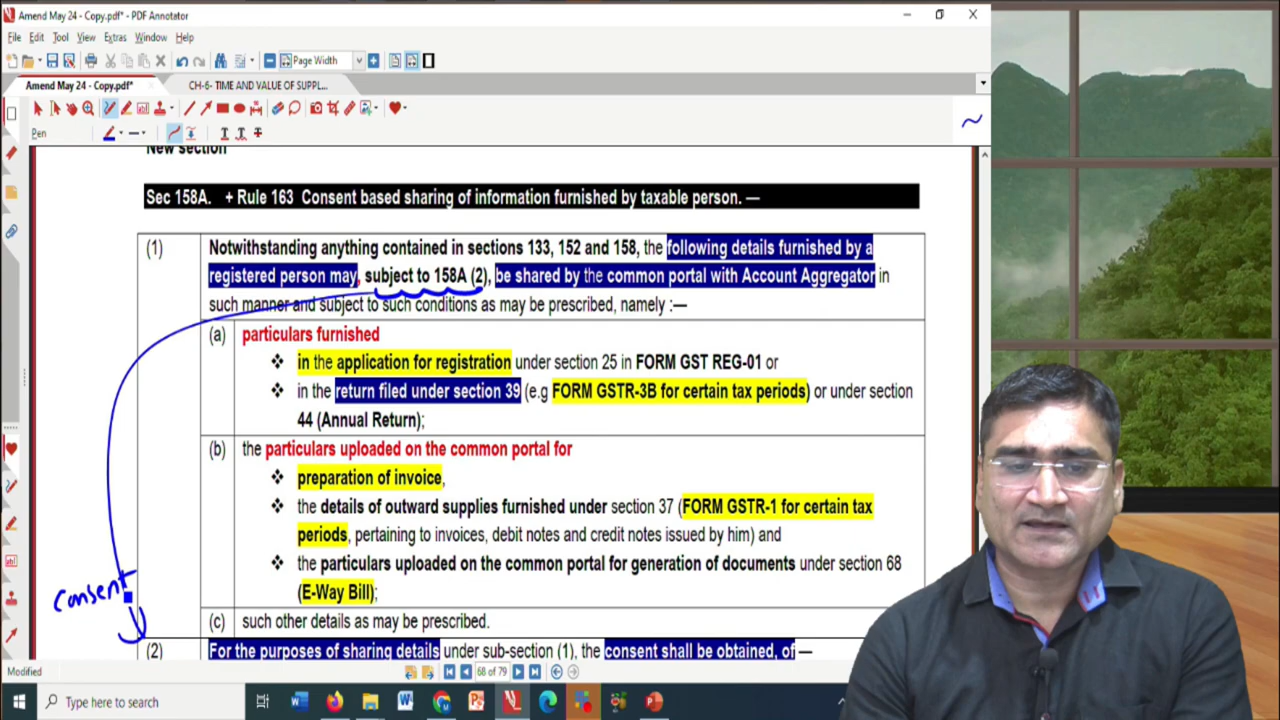 Amend May 24 - Copy.pdf* - PDF Annotator
File Edit Tool View Extras Window Help
Page Width
Amend May 24 - Copy.pdf* CH-6- TIME AND VALUE OF SUPPL...
Pen
New section
Sec 158A. + Rule 163 Consent based sharing of information furnished by taxable person. —
(1) Notwithstanding anything contained in sections 133, 152 and 158, the following details furnished by a
registered person may, subject to 158A (2), be shared by the common portal with Account Aggregator in
such manner and subject to such conditions as may be prescribed, namely :—
(a) particulars furnished
❖ in the application for registration under section 25 in FORM GST REG-01 or
❖ in the return filed under section 39 (e.g FORM GSTR-3B for certain tax periods) or under section
44 (Annual Return);
(b) the particulars uploaded on the common portal for
❖ preparation of invoice,
❖ the details of outward supplies furnished under section 37 (FORM GSTR-1 for certain tax
periods, pertaining to invoices, debit notes and credit notes issued by him) and
❖ the particulars uploaded on the common portal for generation of documents under section 68
(E-Way Bill);
Consent
(c) such other details as may be prescribed.
(2) For the purposes of sharing details under sub-section (1), the consent shall be obtained, of —
Modified 68 of 79
Type here to search